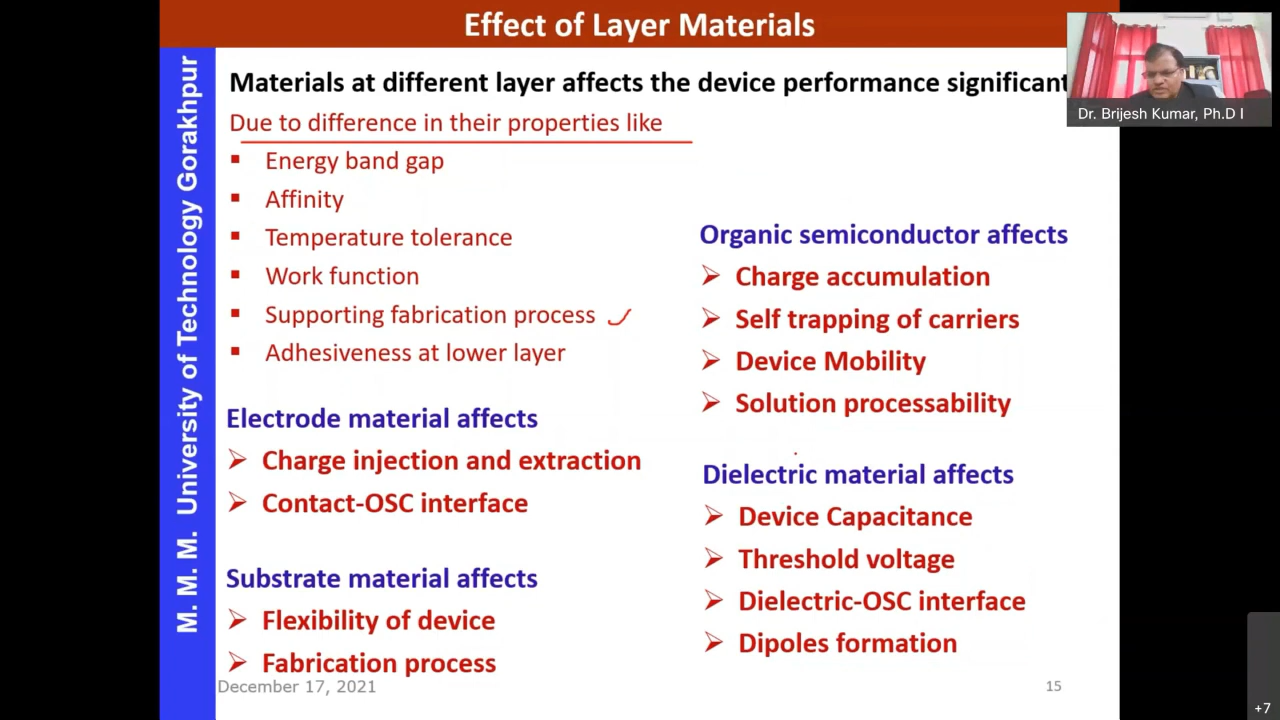 Effect of Layer Materials
M. M. M. University of Technology Gorakhpur
Materials at different layer affects the device performance significant
Due to difference in their properties like
Energy band gap
Affinity
Temperature tolerance
Work function
Supporting fabrication process
Adhesiveness at lower layer
Electrode material affects
Charge injection and extraction
Contact-OSC interface
Substrate material affects
Flexibility of device
Fabrication process
Organic semiconductor affects
Charge accumulation
Self trapping of carriers
Device Mobility
Solution processability
Dielectric material affects
Device Capacitance
Threshold voltage
Dielectric-OSC interface
Dipoles formation
December 17, 2021
15
Dr. Brijesh Kumar, Ph.D I
+7